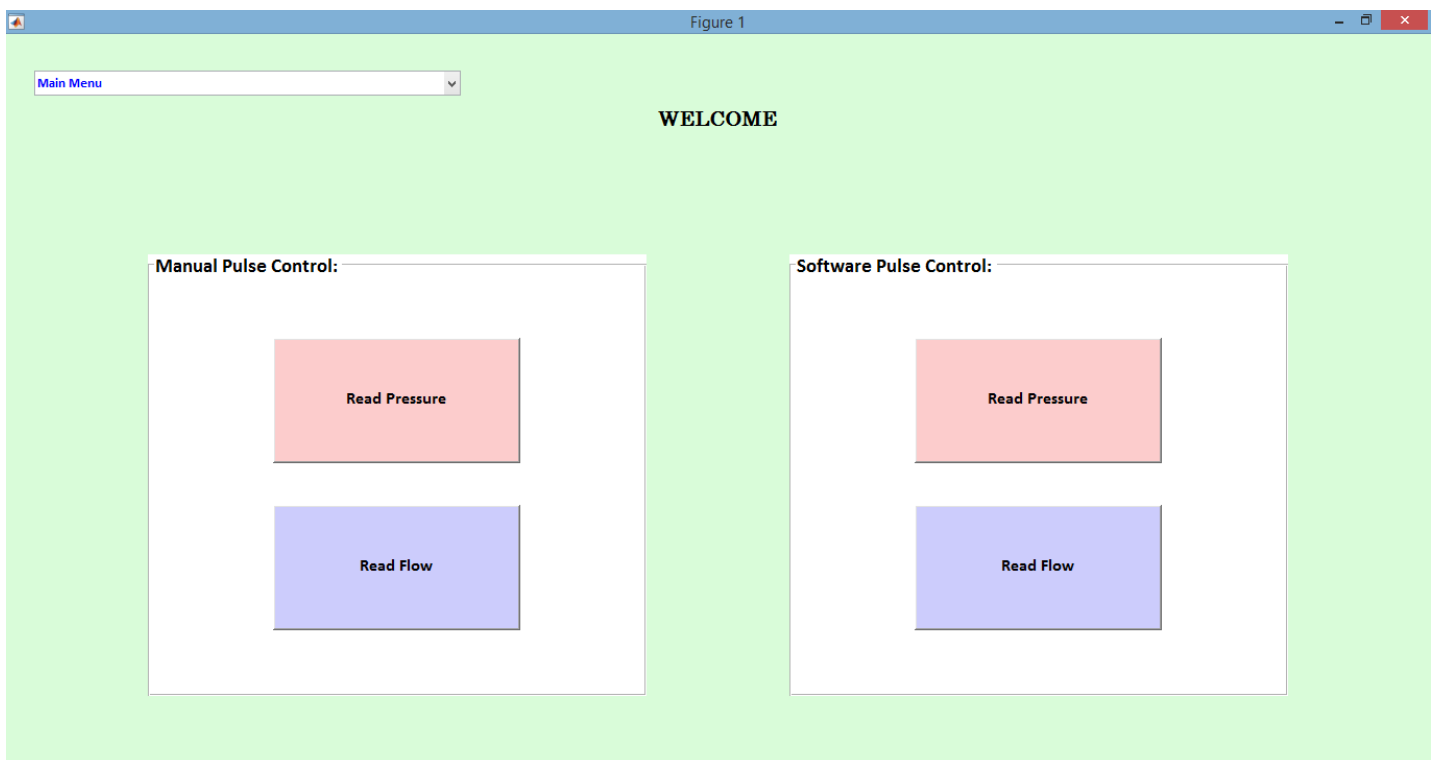 Figure 1
Main Menu
WELCOME
Manual Pulse Control:
Read Pressure
Read Flow
Software Pulse Control:
Read Pressure
Read Flow